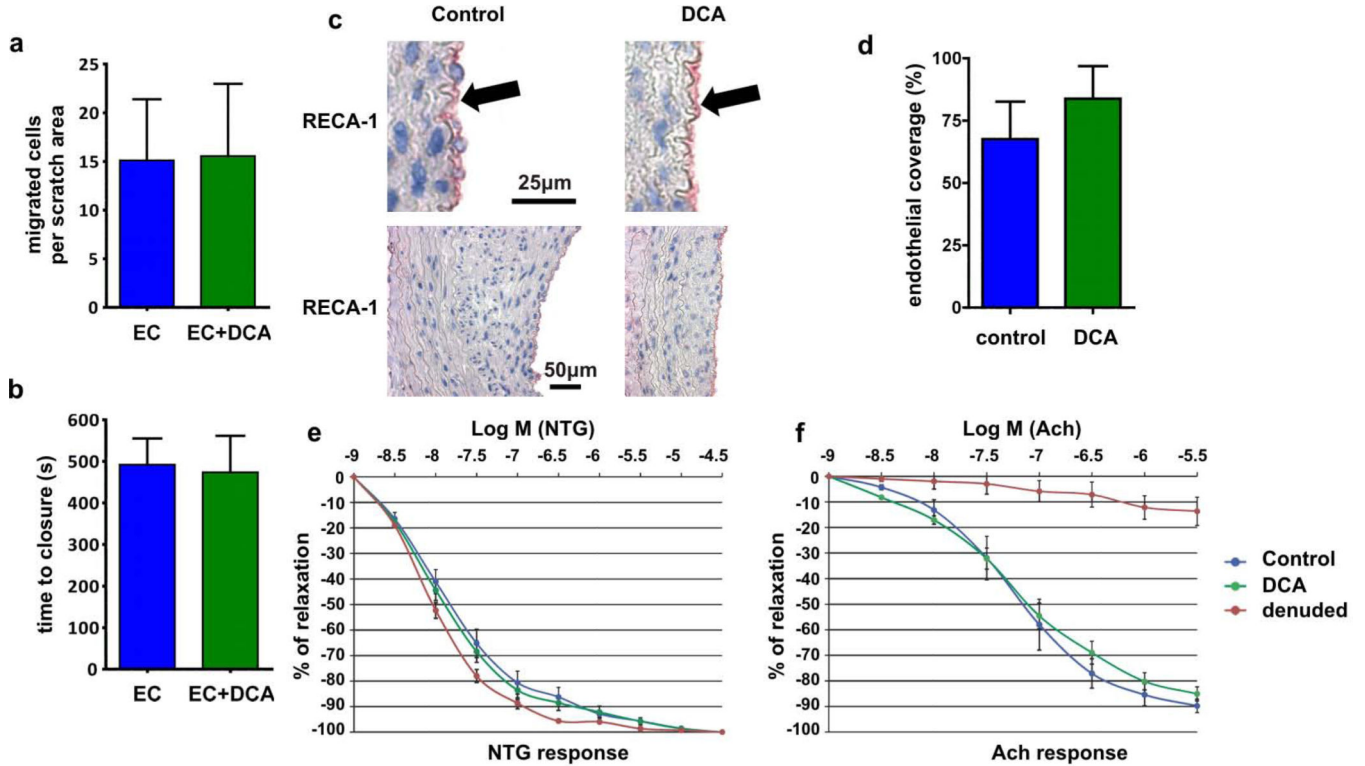 a
migrated cells
per scratch area
25
20
15
10
5
0
EC
EC+DCA
b
time to closure (s)
600
500
400
300
200
100
0
EC
EC+DCA
c
Control
DCA
RECA-1
25µm
RECA-1
50µm
d
endothelial coverage (%)
100
75
50
25
0
control
DCA
e
Log M (NTG)
-9 -8.5 -8 -7.5 -7 -6.5 -6 -5.5 -5 -4.5
% of relaxation
0
-10
-20
-30
-40
-50
-60
-70
-80
-90
-100
NTG response
f
Log M (Ach)
-9 -8.5 -8 -7.5 -7 -6.5 -6 -5.5
% of relaxation
0
-10
-20
-30
-40
-50
-60
-70
-80
-90
-100
Ach response
Control
DCA
denuded